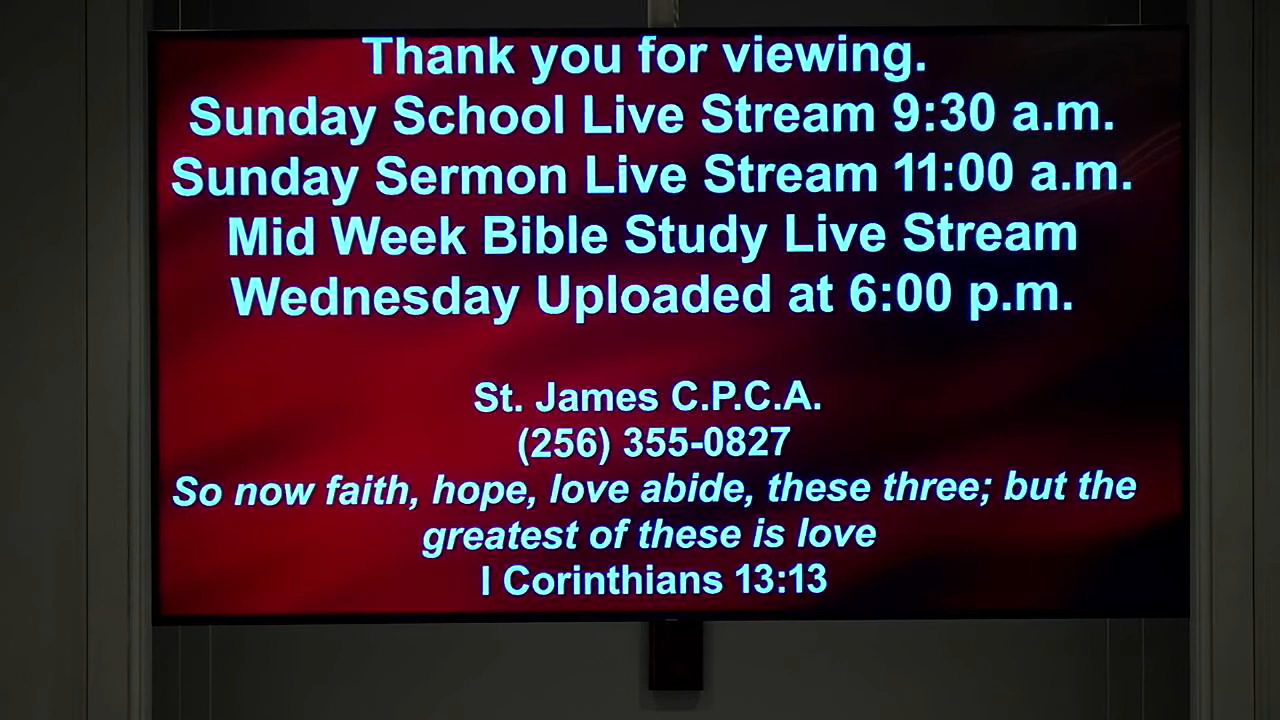 Thank you for viewing.
Sunday School Live Stream 9:30 a.m.
Sunday Sermon Live Stream 11:00 a.m.
Mid Week Bible Study Live Stream
Wednesday Uploaded at 6:00 p.m.
St. James C.P.C.A.
(256) 355-0827
So now faith, hope, love abide, these three; but the
greatest of these is love
I Corinthians 13:13